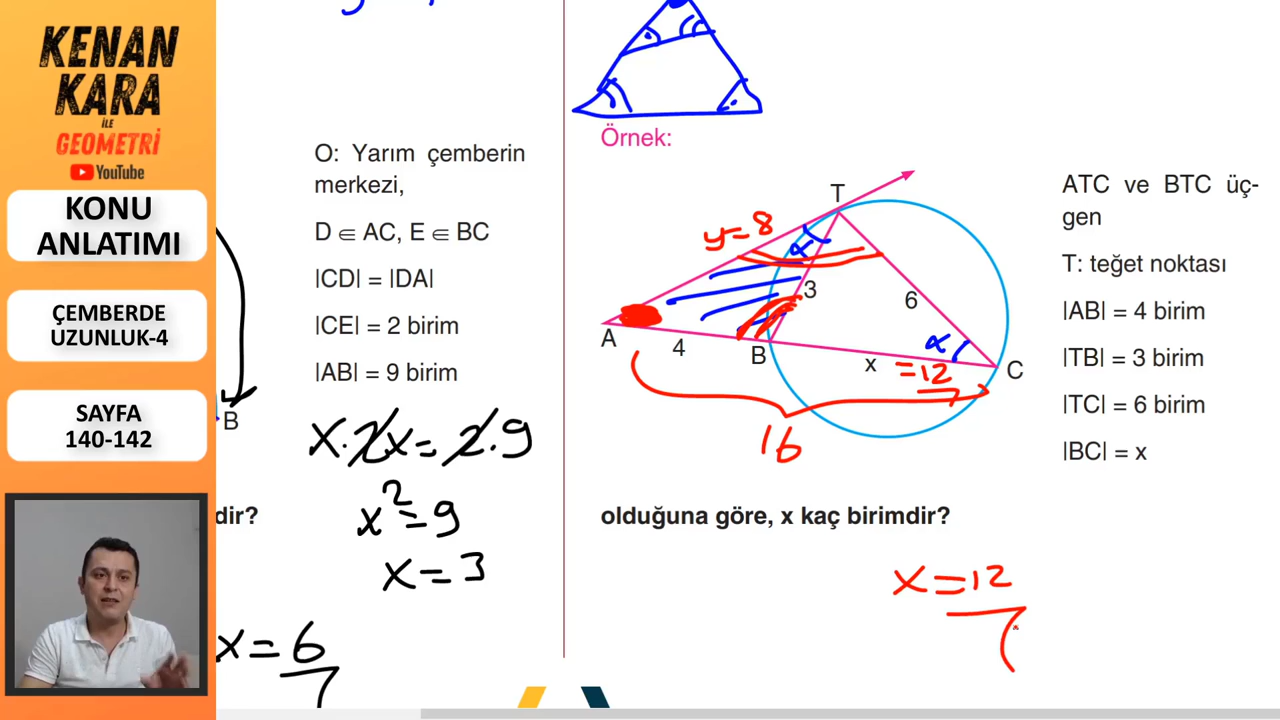 KENAN
KARA
İLE
GEOMETRİ
YouTube
KONU
ANLATIMI
ÇEMBERDE
UZUNLUK-4
SAYFA
140-142
B
O: Yarım çemberin
merkezi,
D ∈ AC, E ∈ BC
|CD| = |DA|
|CE| = 2 birim
|AB| = 9 birim
x·2x=2.9
x²=9
x=3
dir?
x=6
Örnek:
T
y=8
α
3
6
A
4
B
x
=12
α
C
16
ATC ve BTC üç-
gen
T: teğet noktası
|AB| = 4 birim
|TB| = 3 birim
|TC| = 6 birim
|BC| = x
olduğuna göre, x kaç birimdir?
x=12